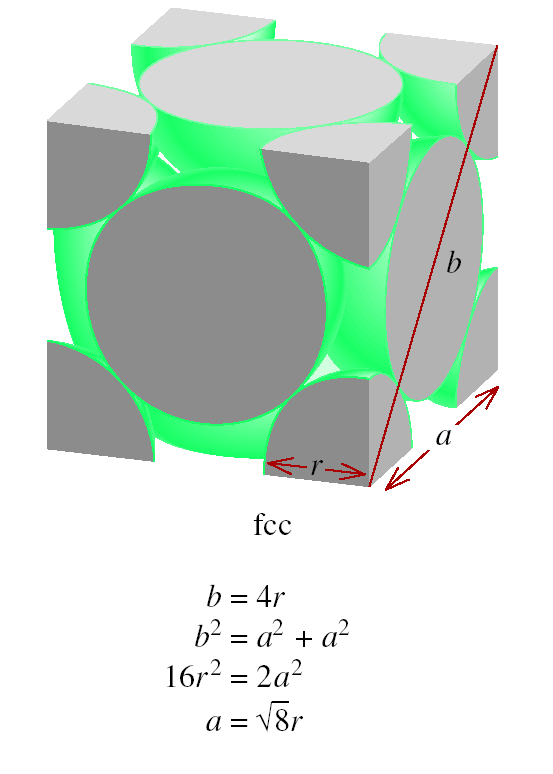 b
a
r
fcc
b = 4r
b² = a² + a²
16r² = 2a²
a = √8r